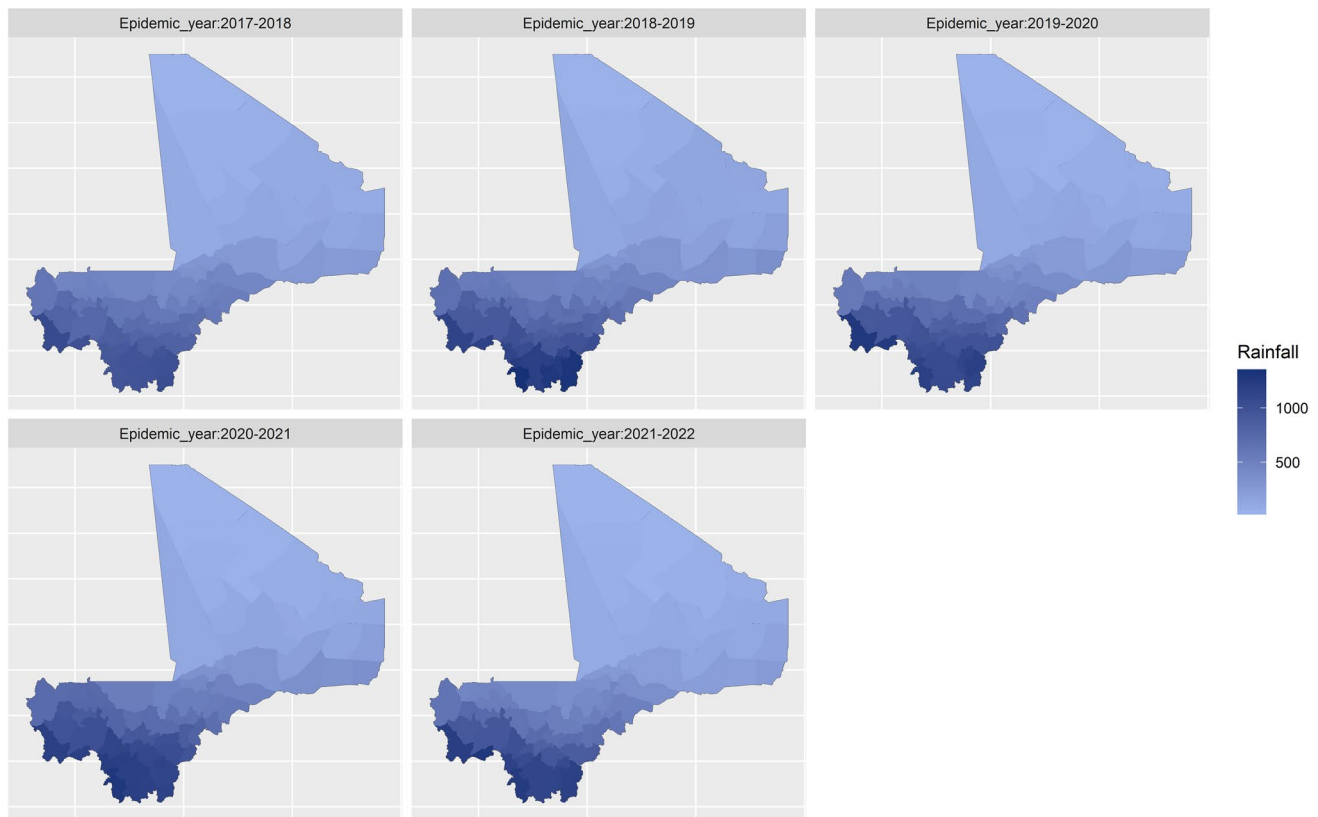 Epidemic_year:2017-2018
Epidemic_year:2018-2019
Epidemic_year:2019-2020
Rainfall
1000
500
Epidemic_year:2020-2021
Epidemic_year:2021-2022